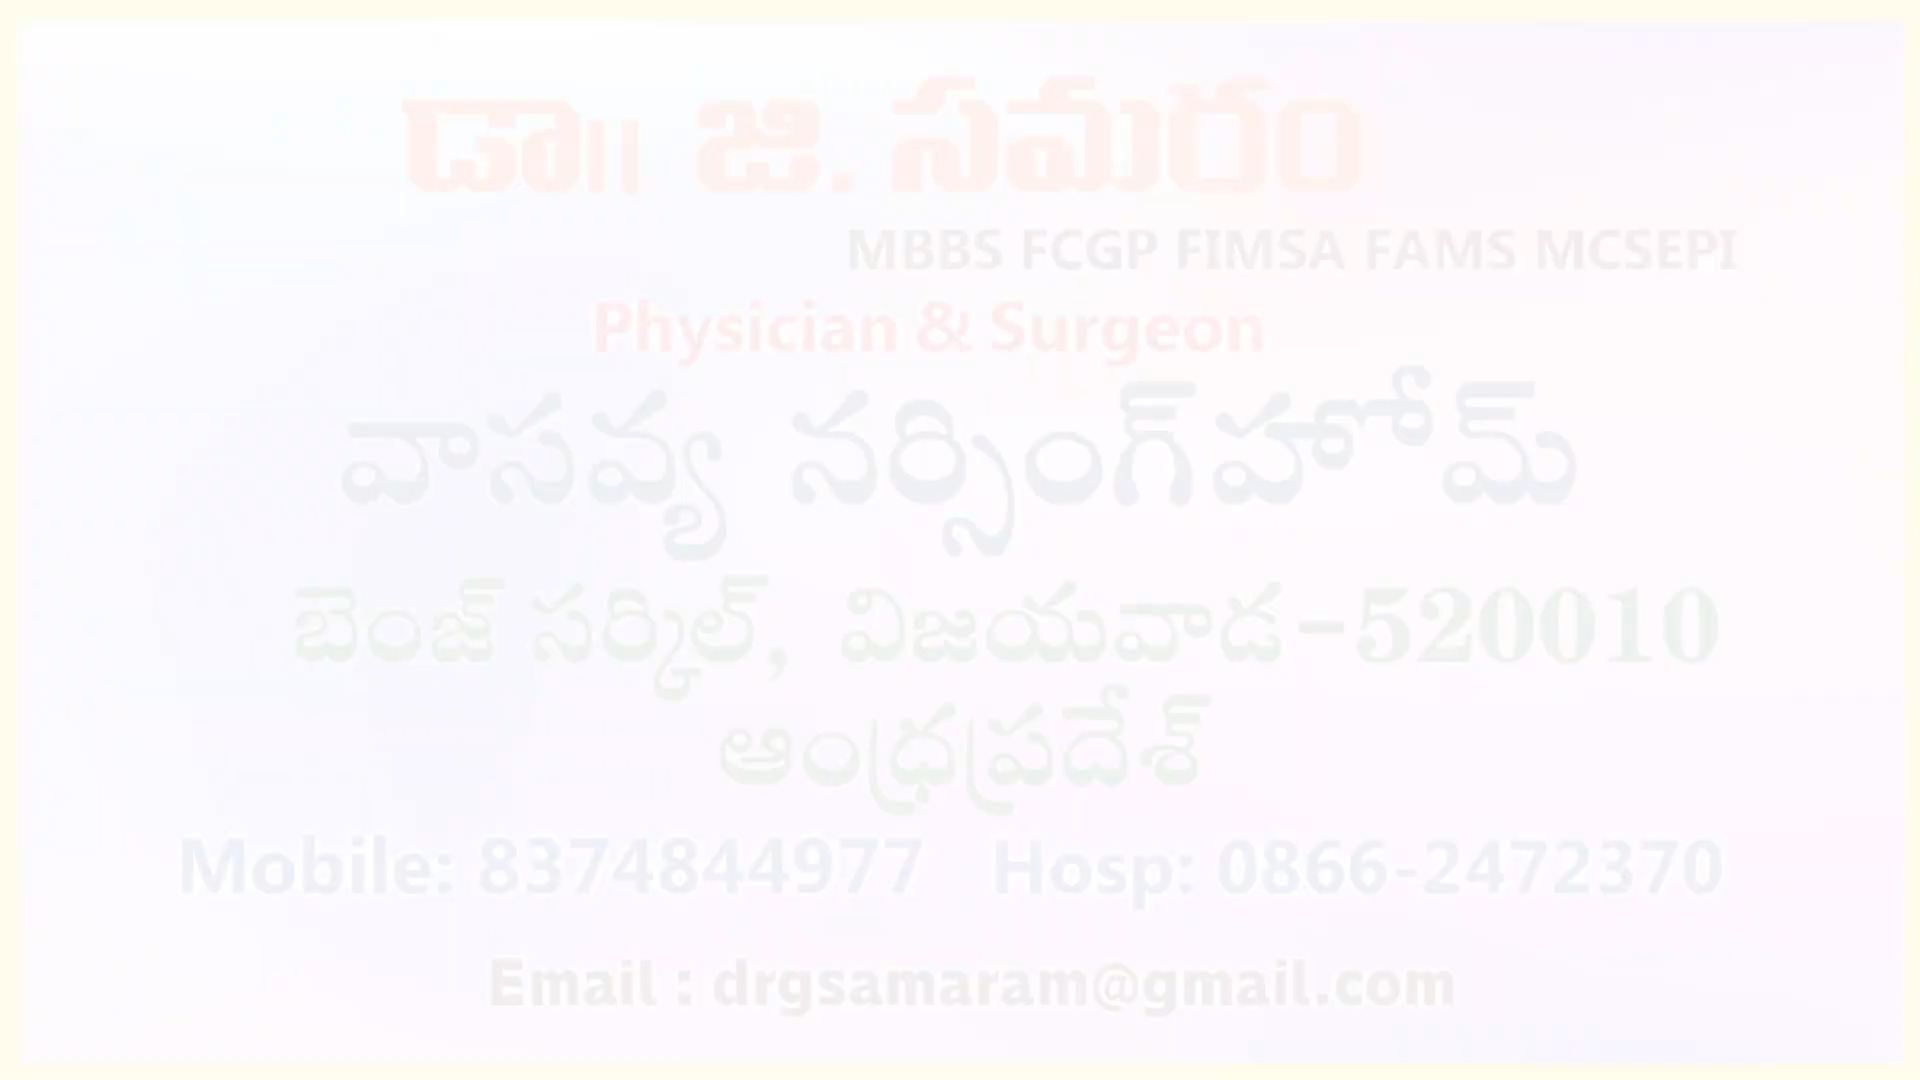 డా|| జి. సమరం
MBBS FCGP FIMSA FAMS MCSEPI
Physician & Surgeon
వాసవ్య నర్సింగ్‌హోమ్
బెంజ్ సర్కిల్, విజయవాడ-520010
ఆంధ్రప్రదేశ్
Mobile: 8374844977 Hosp: 0866-2472370
Email : drgsamaram@gmail.com